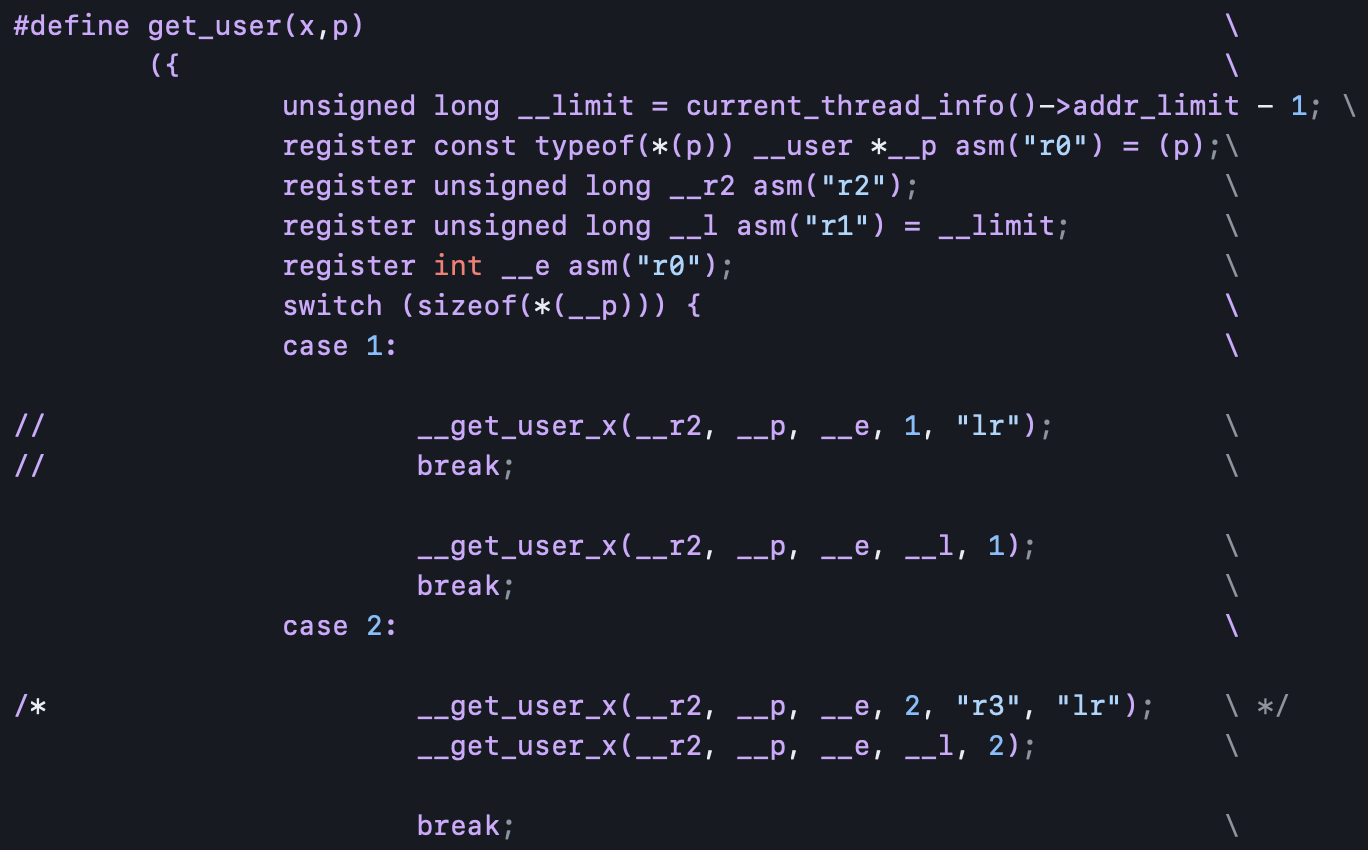 #define get_user(x,p) \
({ \
unsigned long __limit = current_thread_info()->addr_limit - 1; \
register const typeof(*(p)) __user *__p asm("r0") = (p);\
register unsigned long __r2 asm("r2"); \
register unsigned long __l asm("r1") = __limit; \
register int __e asm("r0"); \
switch (sizeof(*(__p))) { \
case 1: \
// __get_user_x(__r2, __p, __e, 1, "lr"); \
// break; \
__get_user_x(__r2, __p, __e, __l, 1); \
break; \
case 2: \
/* __get_user_x(__r2, __p, __e, 2, "r3", "lr"); \ */
__get_user_x(__r2, __p, __e, __l, 2); \
break; \